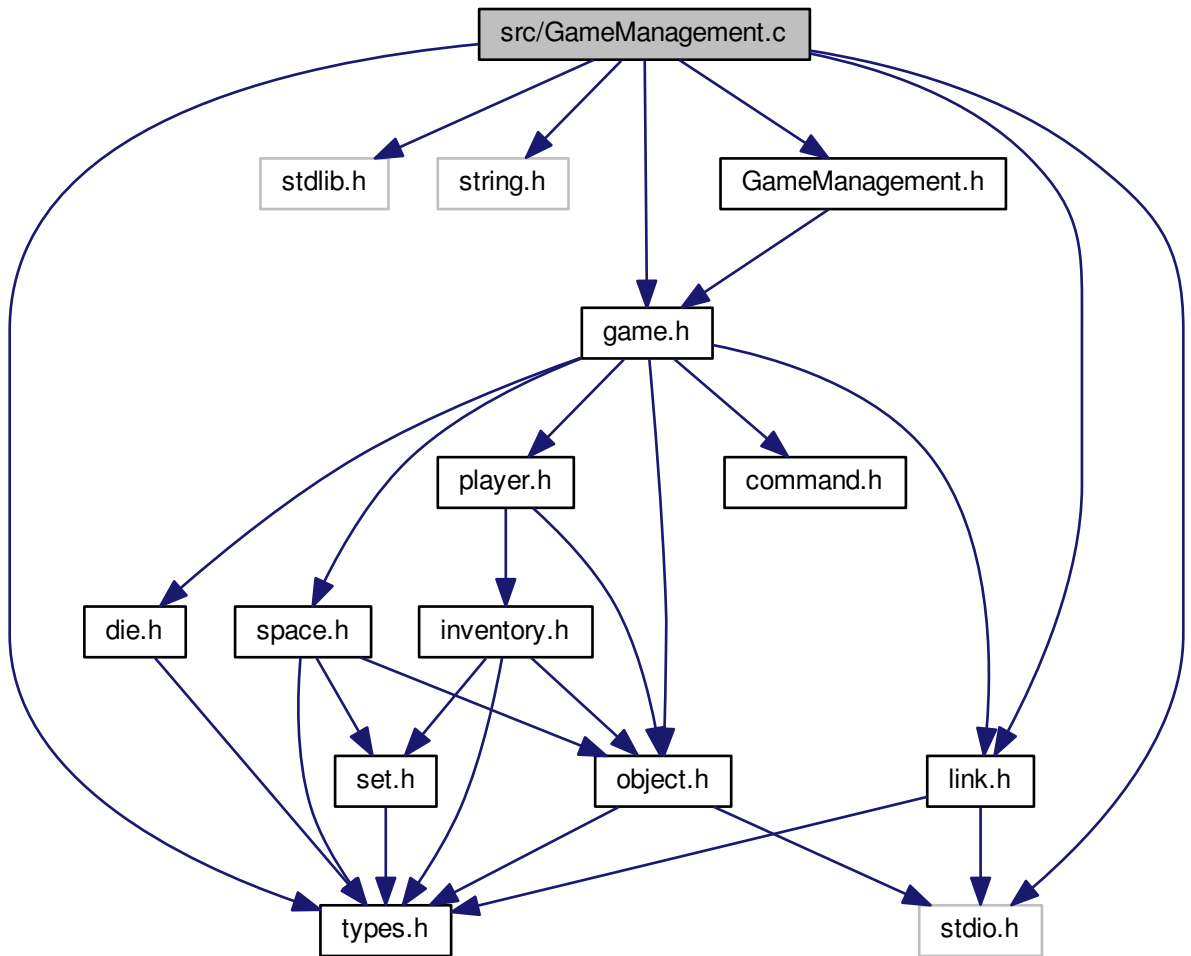 src/GameManagement.c
stdlib.h
string.h
GameManagement.h
game.h
player.h
command.h
die.h
space.h
inventory.h
set.h
object.h
link.h
types.h
stdio.h